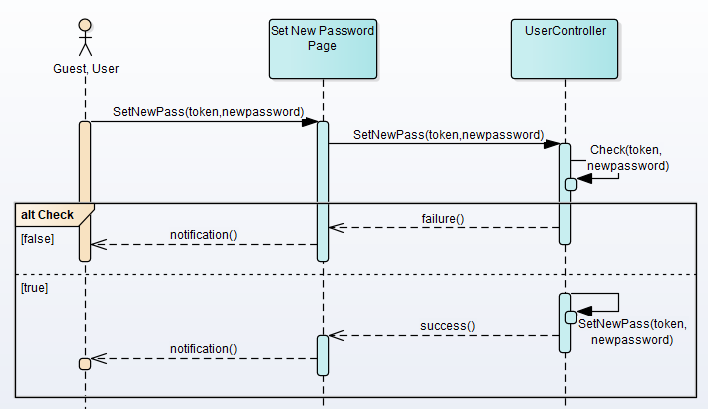 Set New Password
Page
UserController
Guest, User
SetNewPass(token,newpassword)
SetNewPass(token,newpassword)
Check(token,
newpassword)
alt Check
failure()
[false]
notification()
[true]
SetNewPass(token,
newpassword)
success()
notification()